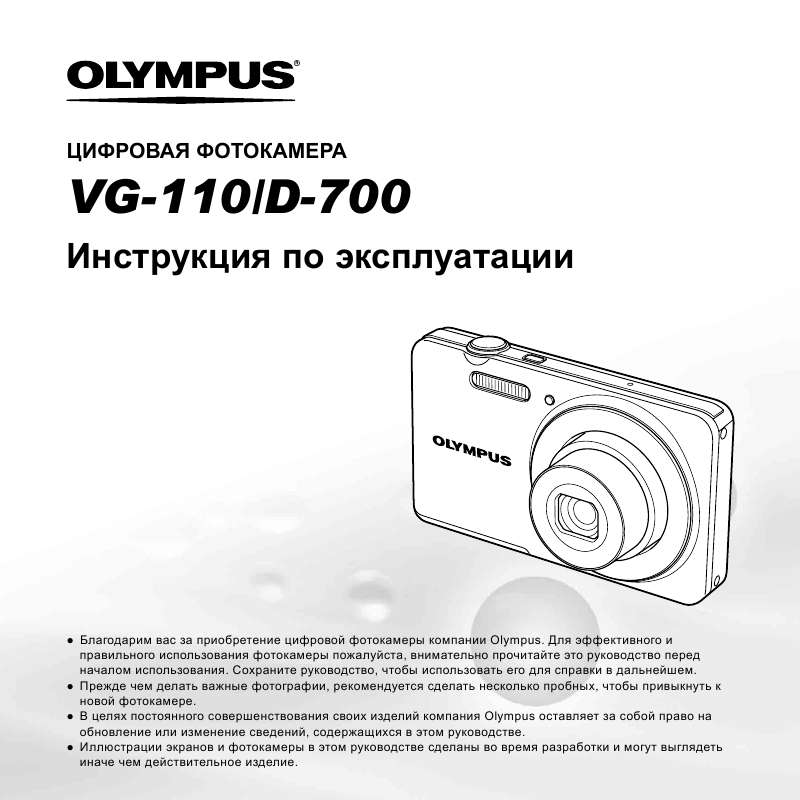 OLYMPUS®
ЦИФРОВАЯ ФОТОКАМЕРА
VG-110/D-700
Инструкция по эксплуатации
OLYMPUS
● Благодарим вас за приобретение цифровой фотокамеры компании Olympus. Для эффективного и
правильного использования фотокамеры пожалуйста, внимательно прочитайте это руководство перед
началом использования. Сохраните руководство, чтобы использовать его для справки в дальнейшем.
● Прежде чем делать важные фотографии, рекомендуется сделать несколько пробных, чтобы привыкнуть к
новой фотокамере.
● В целях постоянного совершенствования своих изделий компания Olympus оставляет за собой право на
обновление или изменение сведений, содержащихся в этом руководстве.
● Иллюстрации экранов и фотокамеры в этом руководстве сделаны во время разработки и могут выглядеть
иначе чем действительное изделие.